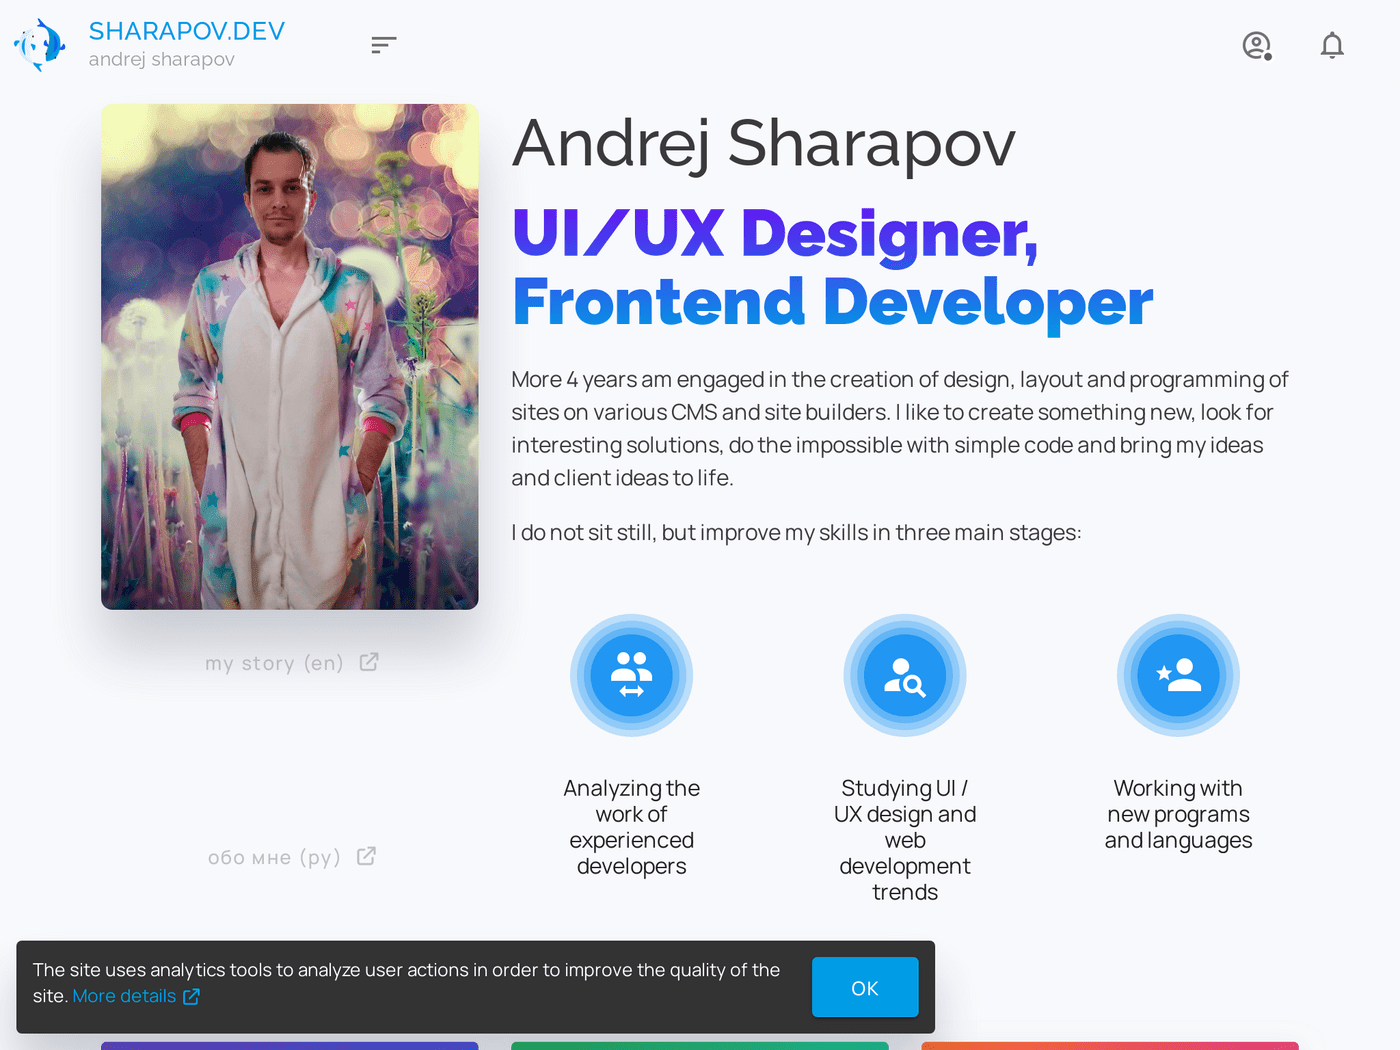 SHARAPOV.DEV
andrej sharapov
Andrej Sharapov
UI/UX Designer,
Frontend Developer
More 4 years am engaged in the creation of design, layout and programming of
sites on various CMS and site builders. I like to create something new, look for
interesting solutions, do the impossible with simple code and bring my ideas
and client ideas to life.
I do not sit still, but improve my skills in three main stages:
my story (en)
обо мне (ру)
Analyzing the
work of
experienced
developers
Studying UI /
UX design and
web
development
trends
Working with
new programs
and languages
The site uses analytics tools to analyze user actions in order to improve the quality of the
site. More details
OK